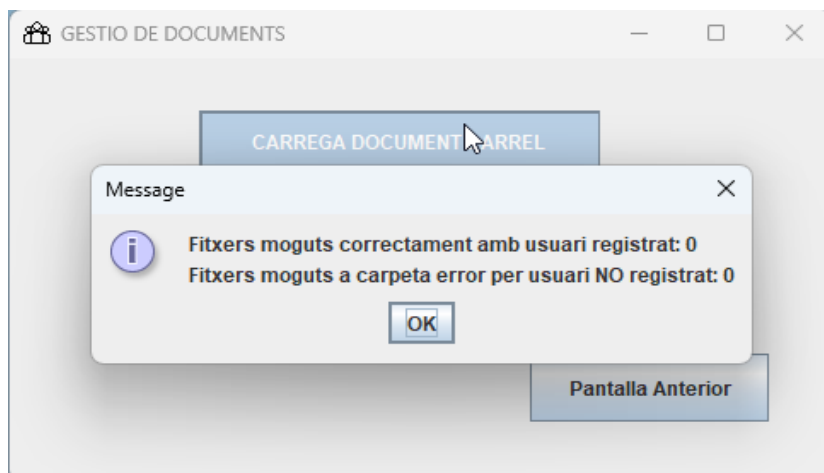 GESTIO DE DOCUMENTS
CARREGA DOCUMENT ARREL
Message
Fitxers moguts correctament amb usuari registrat: 0
Fitxers moguts a carpeta error per usuari NO registrat: 0
OK
Pantalla Anterior